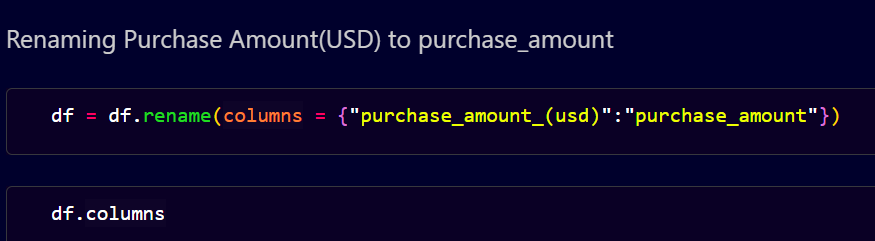 Renaming Purchase Amount(USD) to purchase_amount
df = df.rename(columns = {"purchase_amount_(usd)":"purchase_amount"})
df.columns